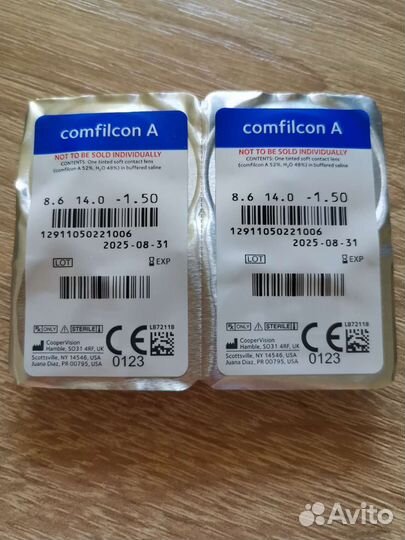 comfilcon A
NOT TO BE SOLD INDIVIDUALLY
CONTENTS: One tinted soft contact lens
(comfilcon A 52%, H₂O 48%) in buffered saline
8.6 14.0 -1.50
12911050221006
2025-08-31
LOT
EXP
Rx ONLY
STERILE
LB72118
CE
0123
CooperVision
Hamble, SO31 4RF, UK
Scottsville, NY 14546, USA
Juana Diaz, PR 00795, USA
comfilcon A
NOT TO BE SOLD INDIVIDUALLY
CONTENTS: One tinted soft contact lens
(comfilcon A 52%, H₂O 48%) in buffered saline
8.6 14.0 -1.50
12911050221006
2025-08-31
LOT
EXP
Rx ONLY
STERILE
LB72118
CE
0123
CooperVision
Hamble, SO31 4RF, UK
Scottsville, NY 14546, USA
Juana Diaz, PR 00795, USA
Avito